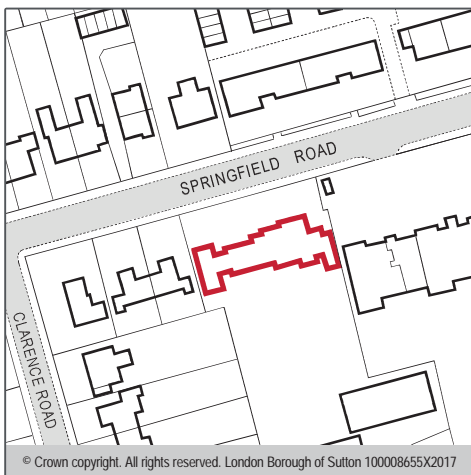 SPRINGFIELD ROAD
CLARENCE ROAD
© Crown copyright. All rights reserved. London Borough of Sutton 100008655X2017